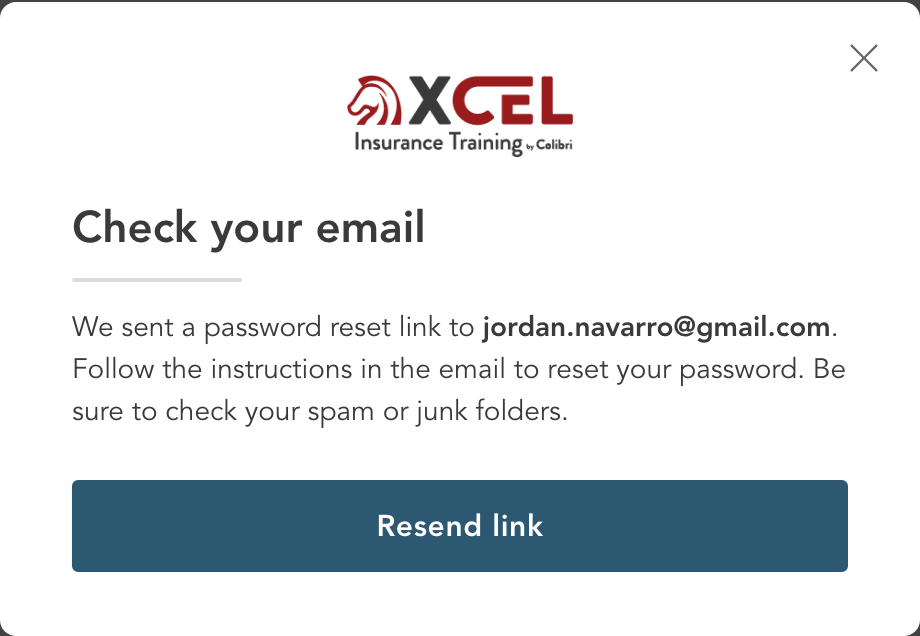 XCEL
Insurance Training by Colibri
Check your email
We sent a password reset link to jordan.navarro@gmail.com.
Follow the instructions in the email to reset your password. Be
sure to check your spam or junk folders.
Resend link